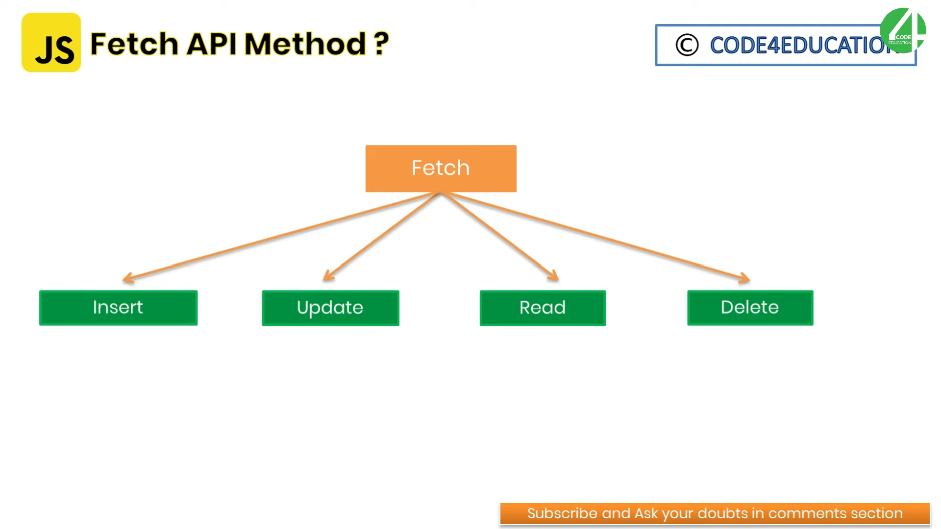 JS Fetch API Method ?
© CODE4EDUCATION
4
CODE
EDUCATION
Fetch
Insert Update Read Delete
Subscribe and Ask your doubts in comments section